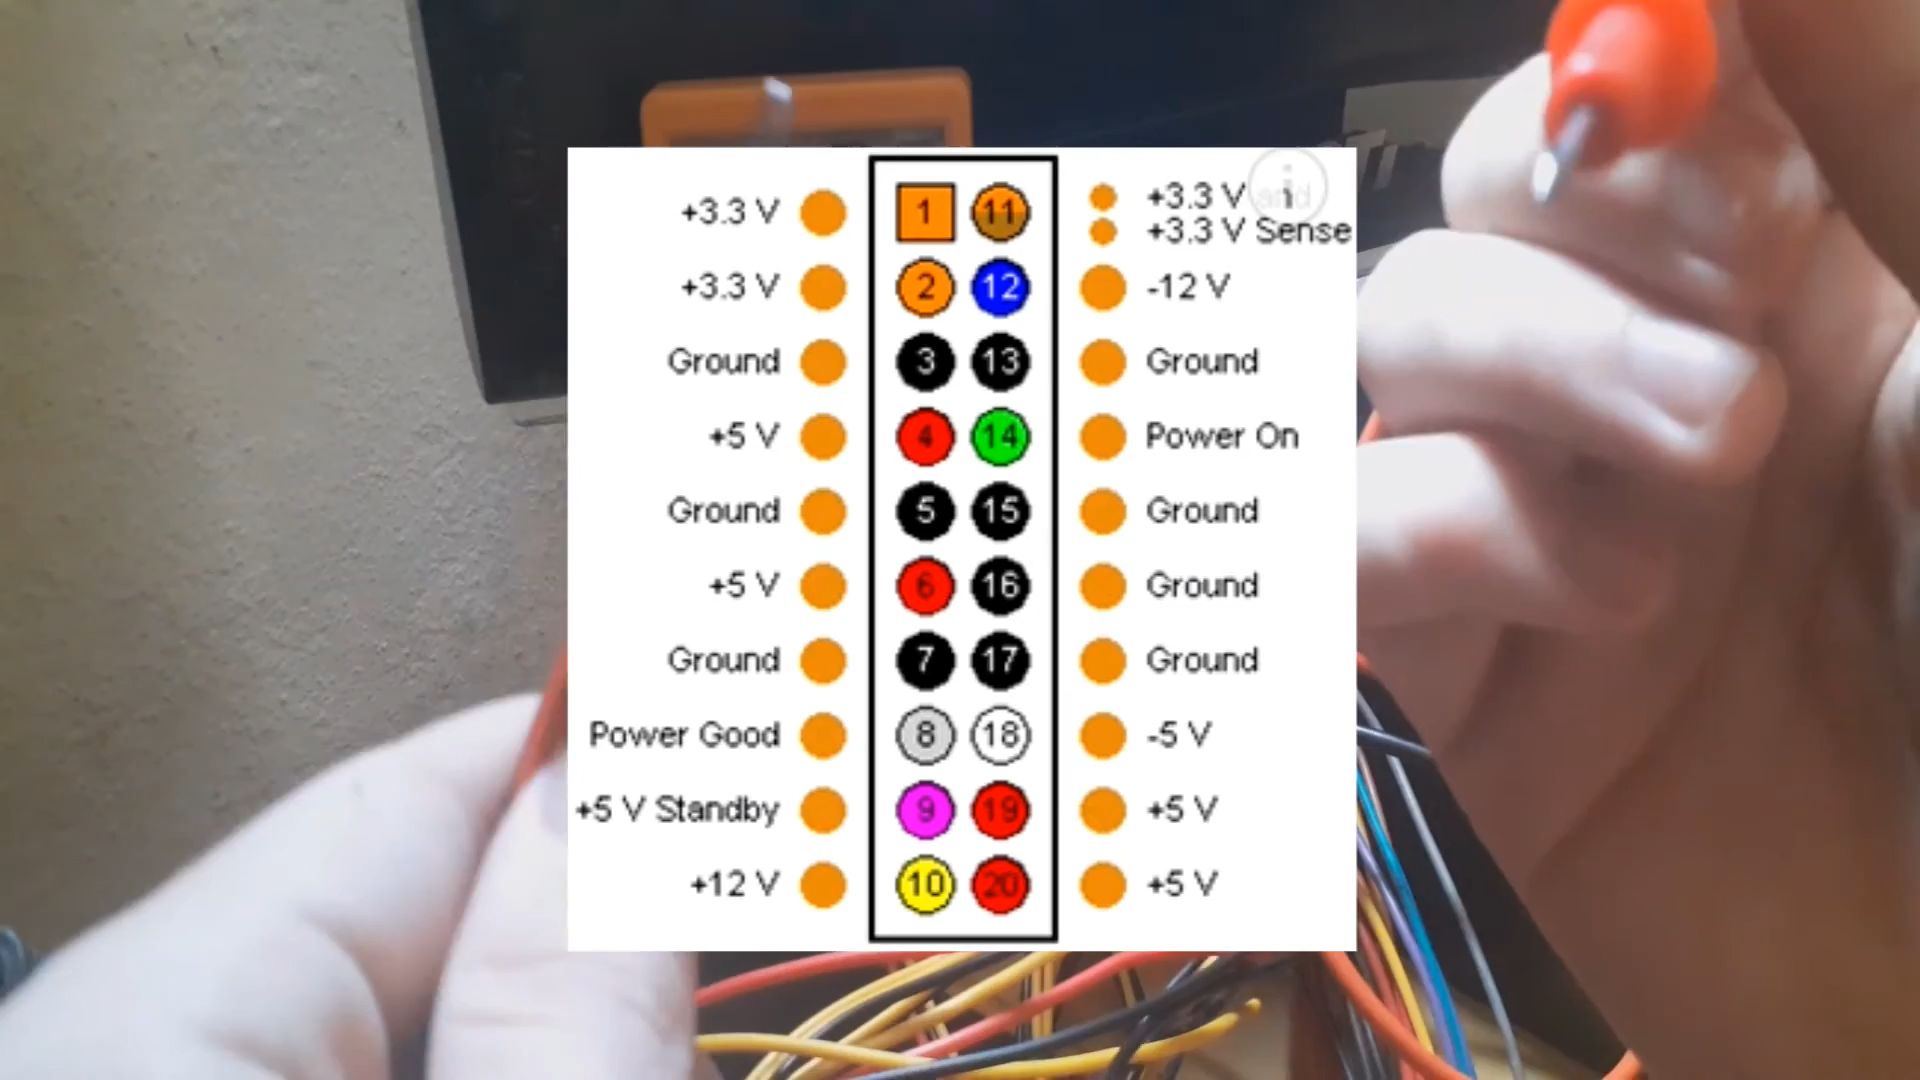 +3.3 V 1 11 +3.3 V and
+3.3 V Sense
+3.3 V 2 12 -12 V
Ground 3 13 Ground
+5 V 4 14 Power On
Ground 5 15 Ground
+5 V 6 16 Ground
Ground 7 17 Ground
Power Good 8 18 -5 V
+5 V Standby 9 19 +5 V
+12 V 10 20 +5 V